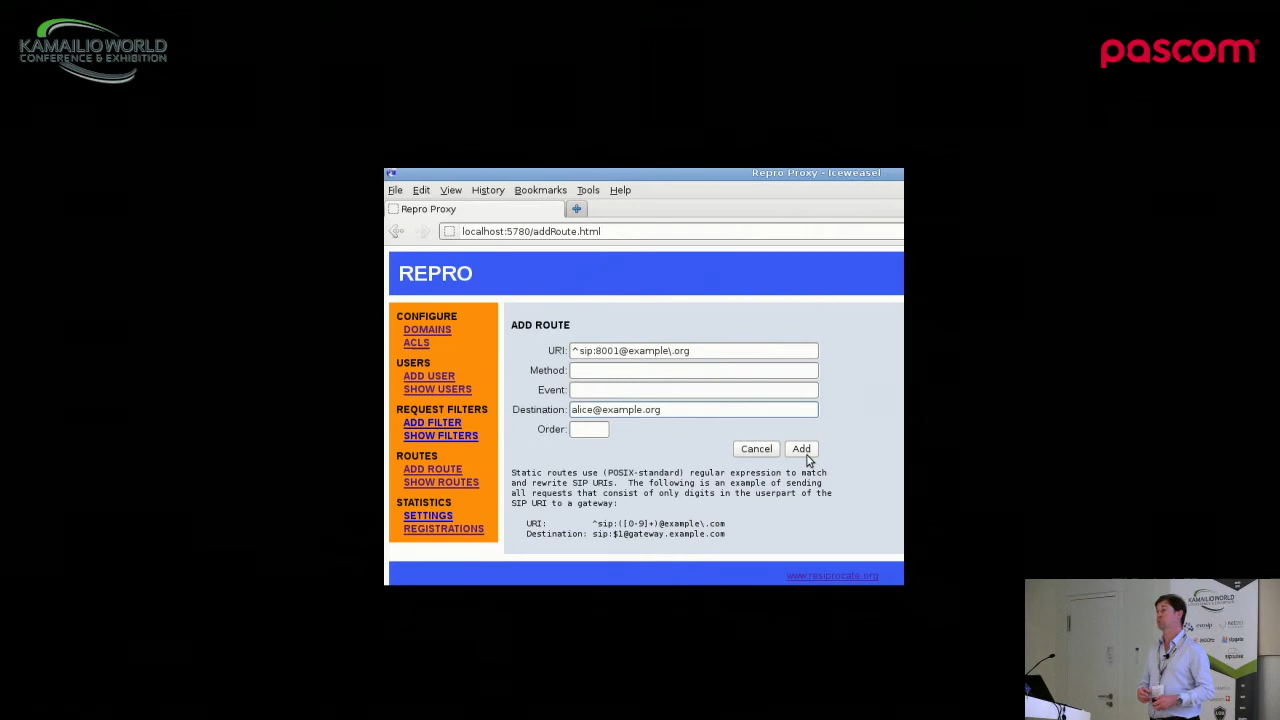 KAMAILIO WORLD
CONFERENCE & EXHIBITION
pascom
Repro Proxy - Iceweasel
File Edit View History Bookmarks Tools Help
Repro Proxy
localhost:5780/addRoute.html
REPRO
CONFIGURE
DOMAINS
ACLS
USERS
ADD USER
SHOW USERS
REQUEST FILTERS
ADD FILTER
SHOW FILTERS
ROUTES
ADD ROUTE
SHOW ROUTES
STATISTICS
SETTINGS
REGISTRATIONS
ADD ROUTE
URI: ^sip:8001@example\.org
Method:
Event:
Destination: alice@example.org
Order:
Cancel Add
Static routes use (POSIX-standard) regular expression to match
and rewrite SIP URIs. The following is an example of sending
all requests that consist of only digits in the userpart of the
SIP URI to a gateway:
URI: ^sip:([0-9]+)@example\.com
Destination: sip:$1@gateway.example.com
www.resiprocate.org
KAMAILIO WORLD
CONFERENCE & EXHIBITION